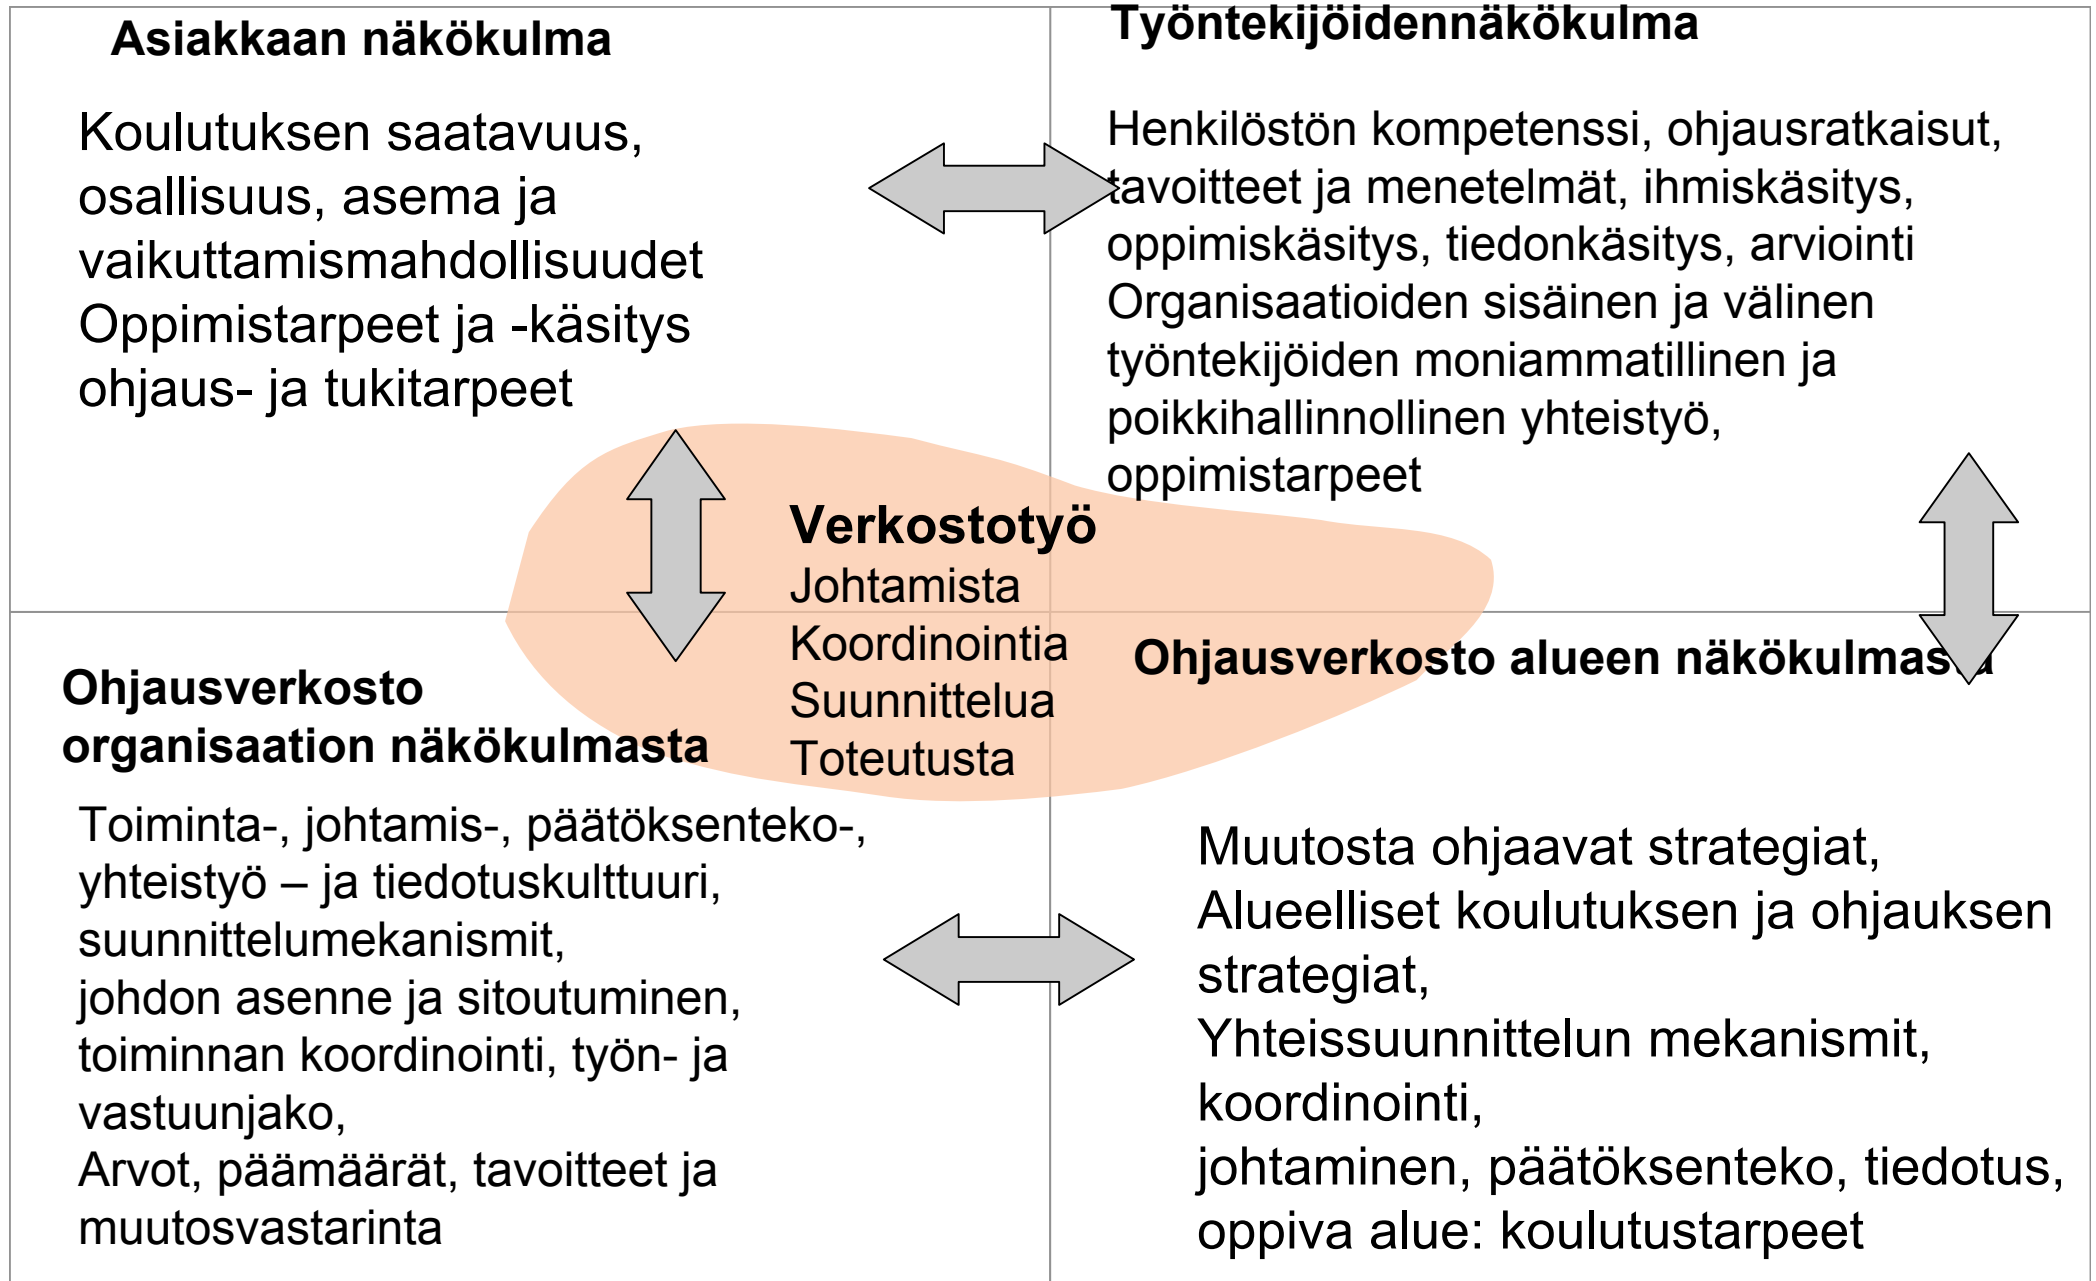 Asiakkaan näkökulma
Koulutuksen saatavuus,
osallisuus, asema ja
vaikuttamismahdollisuudet
Oppimistarpeet ja -käsitys
ohjaus- ja tukitarpeet
Työntekijöidennäkökulma
Henkilöstön kompetenssi, ohjausratkaisut,
tavoitteet ja menetelmät, ihmiskäsitys,
oppimiskäsitys, tiedonkäsitys, arviointi
Organisaatioiden sisäinen ja välinen
työntekijöiden moniammatillinen ja
poikkihallinnollinen yhteistyö,
oppimistarpeet
Verkostotyö
Johtamista
Koordinointia
Suunnittelua
Toteutusta
Ohjausverkosto
organisaation näkökulmasta
Toiminta-, johtamis-, päätöksenteko-,
yhteistyö – ja tiedotuskulttuuri,
suunnittelumekanismit,
johdon asenne ja sitoutuminen,
toiminnan koordinointi, työn- ja
vastuunjako,
Arvot, päämäärät, tavoitteet ja
muutosvastarinta
Ohjausverkosto alueen näkökulmasta
Muutosta ohjaavat strategiat,
Alueelliset koulutuksen ja ohjauksen
strategiat,
Yhteissuunnittelun mekanismit,
koordinointi,
johtaminen, päätöksenteko, tiedotus,
oppiva alue: koulutustarpeet